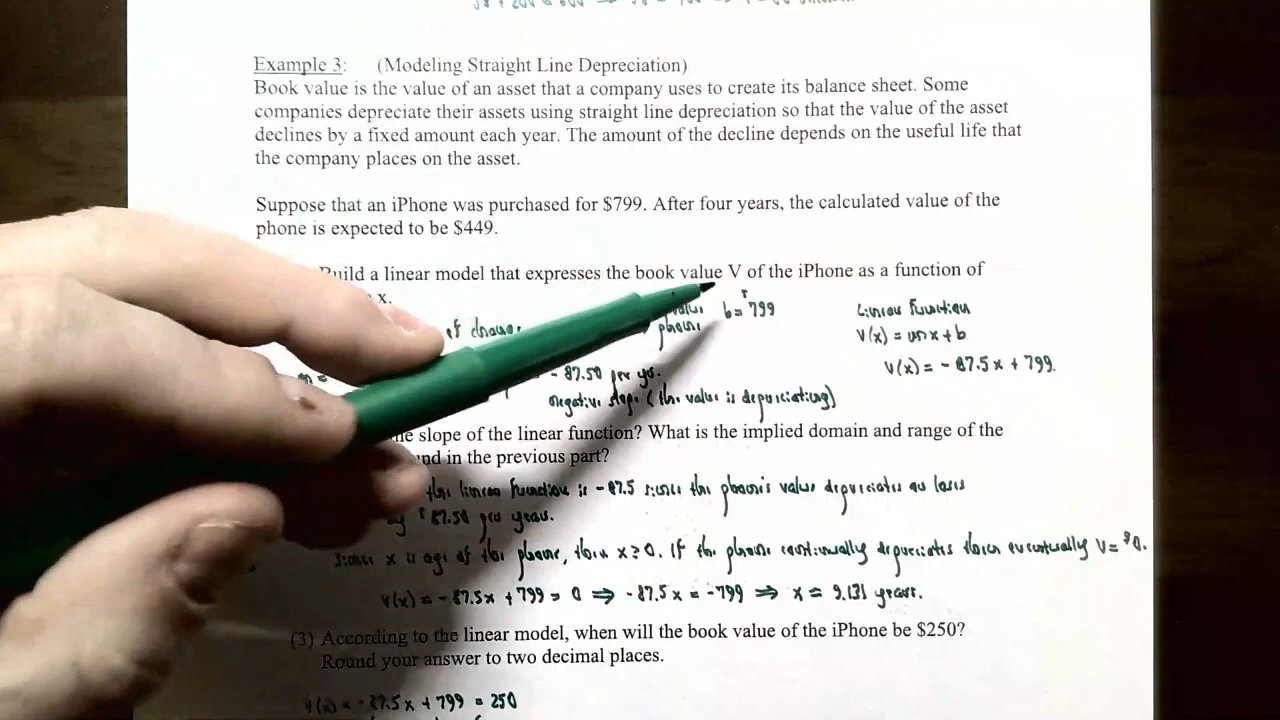 Example 3: (Modeling Straight Line Depreciation)
Book value is the value of an asset that a company uses to create its balance sheet. Some
companies depreciate their assets using straight line depreciation so that the value of the asset
declines by a fixed amount each year. The amount of the decline depends on the useful life that
the company places on the asset.
Suppose that an iPhone was purchased for $799. After four years, the calculated value of the
phone is expected to be $449.
Build a linear model that expresses the book value V of the iPhone as a function of
x.
of change
value
phone
b = $799
Linear Function
V(x) = mx + b
V(x) = -87.5x + 799.
m =
- 87.50 per yr.
negative slope (the value is depreciating)
the slope of the linear function? What is the implied domain and range of the
nd in the previous part?
the linear function is -87.5 since the phone's value depreciates or loses
$87.50 per year.
Since x is age of the phone, then x ≥ 0. If the phone continually depreciates then eventually V = $0.
V(x) = -87.5x + 799 = 0 ⇒ -87.5x = -799 ⇒ x = 9.131 years.
(3) According to the linear model, when will the book value of the iPhone be $250?
Round your answer to two decimal places.
V(x) = -87.5x + 799 = 250